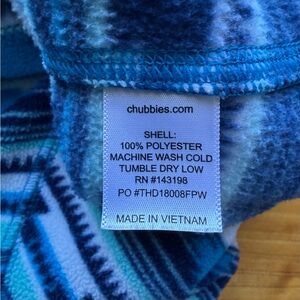 chubbies.com
SHELL:
100% POLYESTER
MACHINE WASH COLD
TUMBLE DRY LOW
RN #143198
PO #THD18008FPW
MADE IN VIETNAM